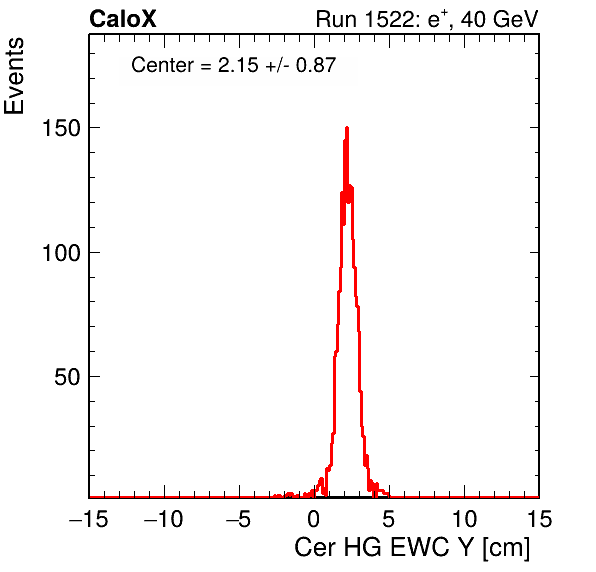 CaloX Run 1522: e⁺, 40 GeV
Events
Center = 2.15 +/- 0.87
150
100
50
−15 −10 −5 0 5 10 15
Cer HG EWC Y [cm]